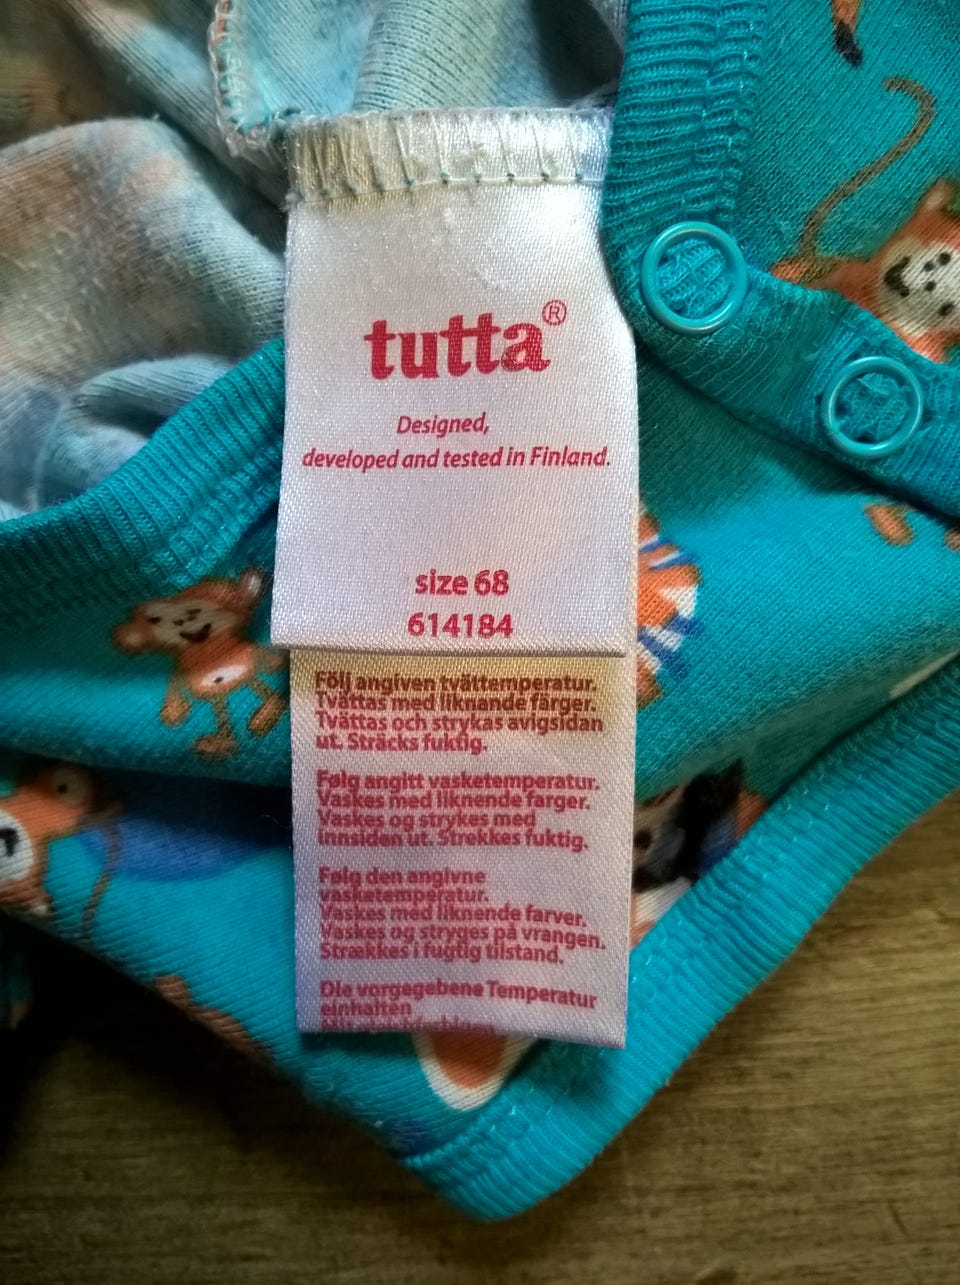 tutta®
Designed,
developed and tested in Finland.
size 68
614184
Följ angiven tvättemperatur.
Tvättas med liknande färger.
Tvättas och strykas avigsidan
ut. Sträcks fuktig.
Følg angitt vasketemperatur.
Vaskes med liknende farger.
Vaskes og strykes med
innsiden ut. Strekkes fuktig.
Følg den angivne
vasketemperatur.
Vaskes med liknende farver.
Vaskes og stryges på vrangen.
Strækkes i fugtig tilstand.
Die vorgegebene Temperatur
einhalten